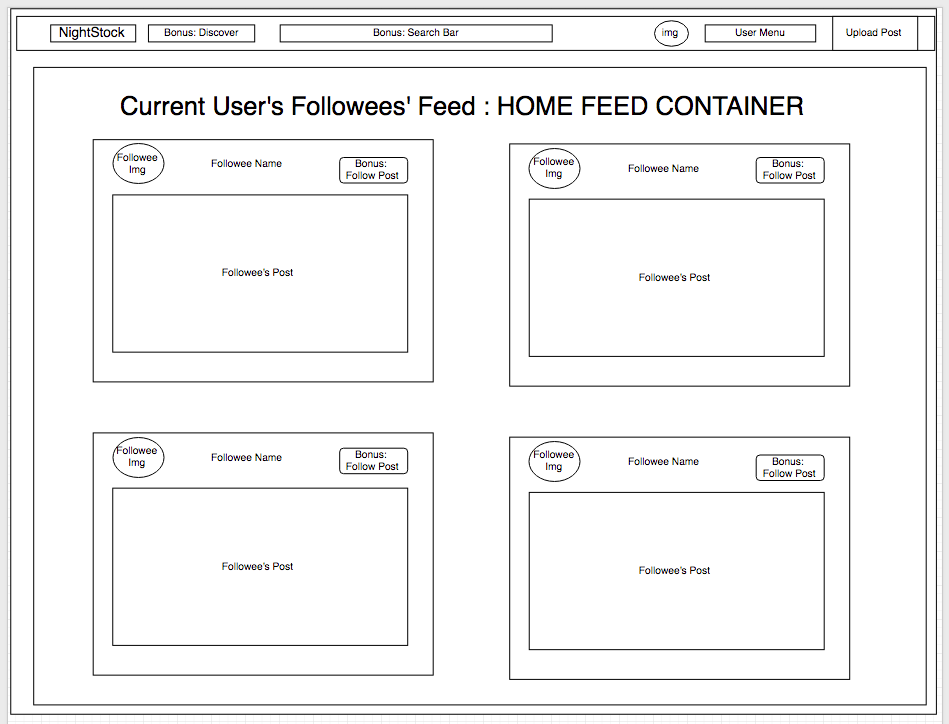 NightStock
Bonus: Discover
Bonus: Search Bar
img
User Menu
Upload Post
Current User's Followees' Feed : HOME FEED CONTAINER
Followee
Img
Followee Name
Bonus:
Follow Post
Followee's Post
Followee
Img
Followee Name
Bonus:
Follow Post
Followee's Post
Followee
Img
Followee Name
Bonus:
Follow Post
Followee's Post
Followee
Img
Followee Name
Bonus:
Follow Post
Followee's Post